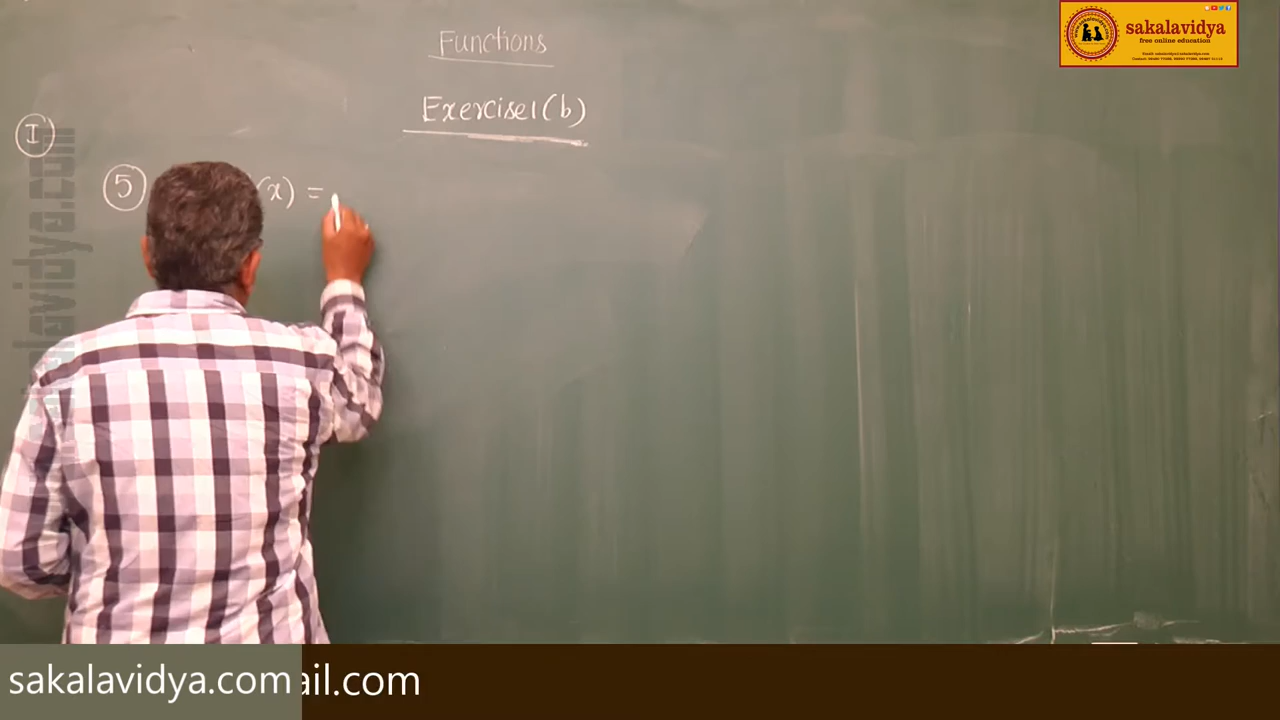 Functions
Exercise1(b)
I
5 (x) =
sakalavidya
free online education
sakalavidya.com
sakalavidya.com
ail.com